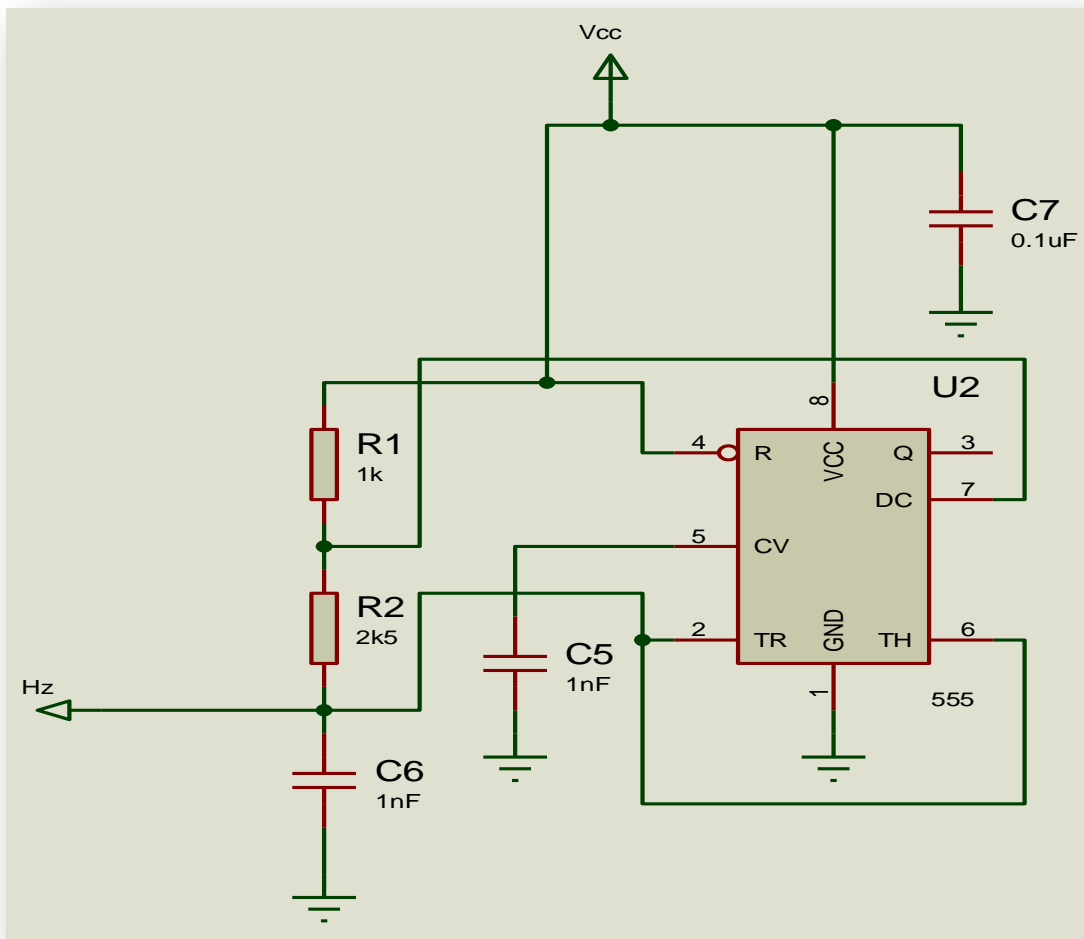 Vcc
C7
0.1uF
U2
8
R1
1k
4
R
VCC
Q
3
DC
7
5
CV
R2
2k5
2
TR
GND
TH
6
C5
1nF
Hz
1
555
C6
1nF